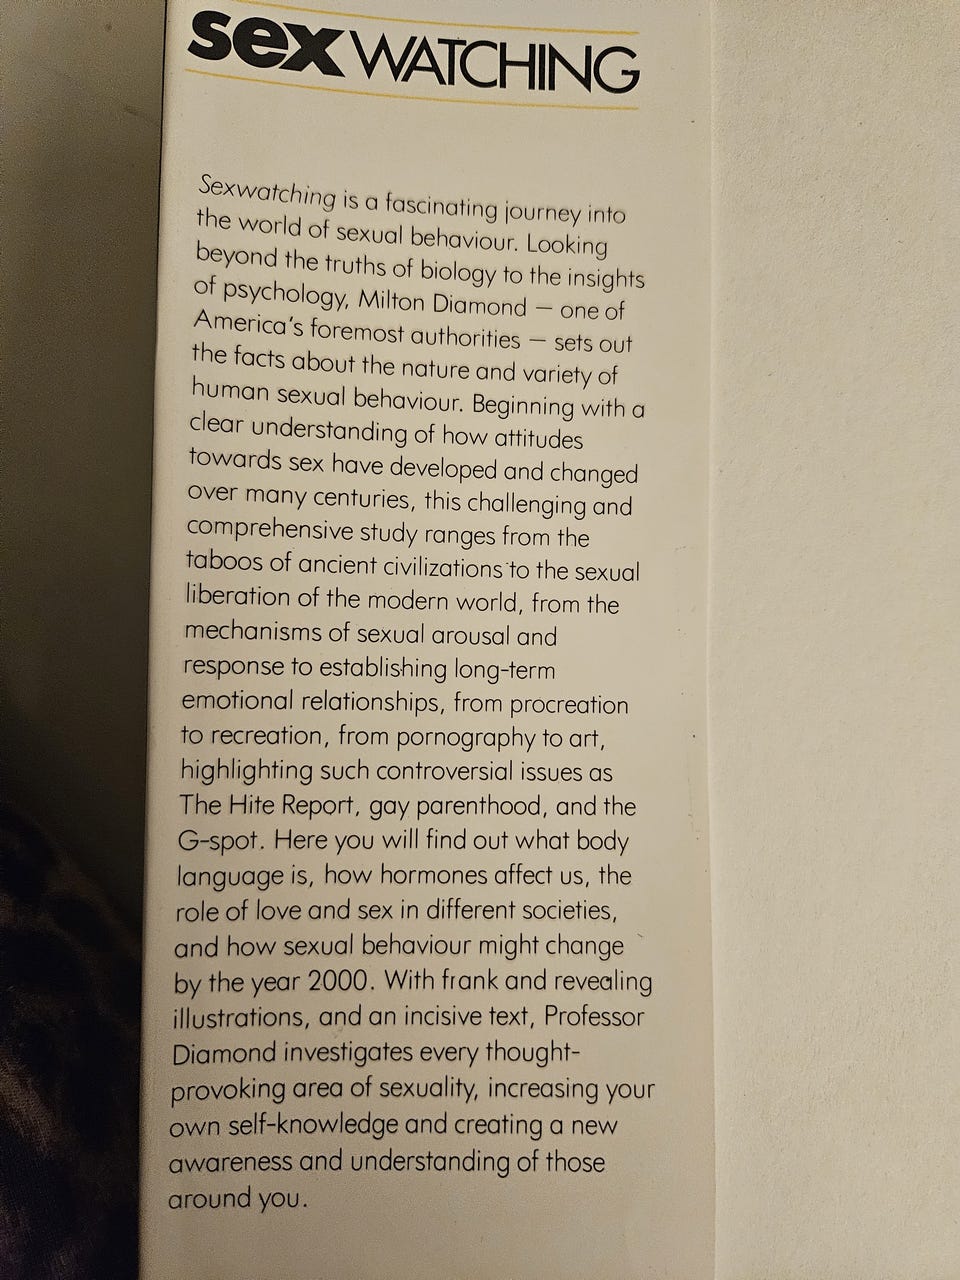 sexWATCHING
Sexwatching is a fascinating journey into
the world of sexual behaviour. Looking
beyond the truths of biology to the insights
of psychology, Milton Diamond — one of
America's foremost authorities — sets out
the facts about the nature and variety of
human sexual behaviour. Beginning with a
clear understanding of how attitudes
towards sex have developed and changed
over many centuries, this challenging and
comprehensive study ranges from the
taboos of ancient civilizations to the sexual
liberation of the modern world, from the
mechanisms of sexual arousal and
response to establishing long-term
emotional relationships, from procreation
to recreation, from pornography to art,
highlighting such controversial issues as
The Hite Report, gay parenthood, and the
G-spot. Here you will find out what body
language is, how hormones affect us, the
role of love and sex in different societies,
and how sexual behaviour might change
by the year 2000. With frank and revealing
illustrations, and an incisive text, Professor
Diamond investigates every thought-
provoking area of sexuality, increasing your
own self-knowledge and creating a new
awareness and understanding of those
around you.